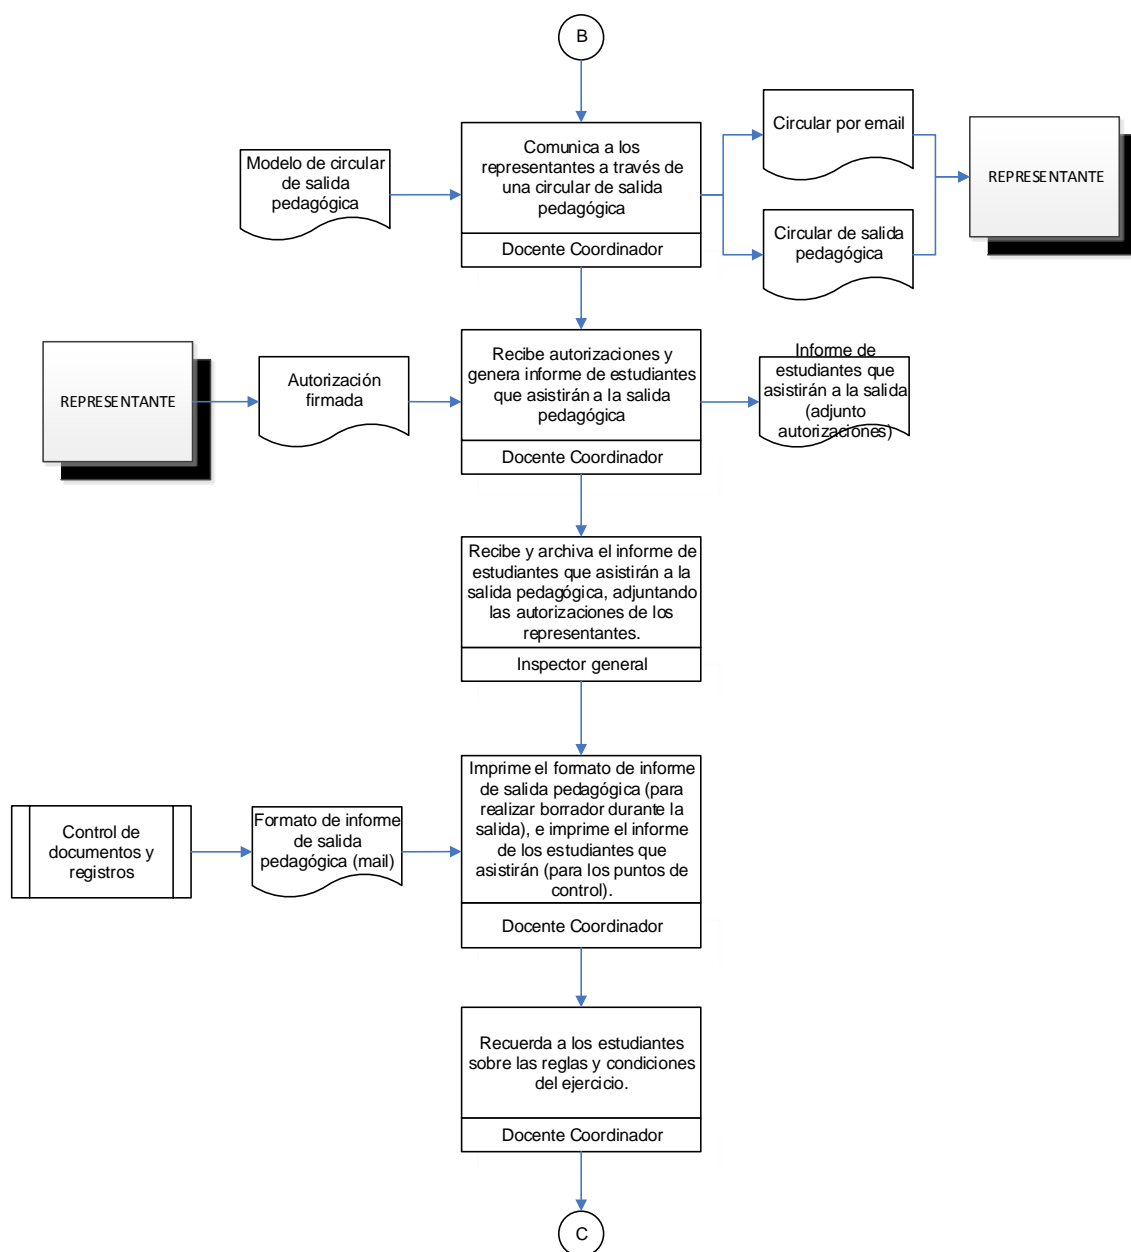 B
Modelo de circular
de salida
pedagógica
Comunica a los
representantes a través de
una circular de salida
pedagógica
Docente Coordinador
Circular por email
Circular de salida
pedagógica
REPRESENTANTE
REPRESENTANTE
Autorización
firmada
Recibe autorizaciones y
genera informe de estudiantes
que asistirán a la salida
pedagógica
Docente Coordinador
Informe de
estudiantes que
asistirán a la salida
(adjunto
autorizaciones)
Recibe y archiva el informe de
estudiantes que asistirán a la
salida pedagógica, adjuntando
las autorizaciones de los
representantes.
Inspector general
Control de
documentos y
registros
Formato de informe
de salida
pedagógica (mail)
Imprime el formato de informe
de salida pedagógica (para
realizar borrador durante la
salida), e imprime el informe
de los estudiantes que
asistirán (para los puntos de
control).
Docente Coordinador
Recuerda a los estudiantes
sobre las reglas y condiciones
del ejercicio.
Docente Coordinador
C